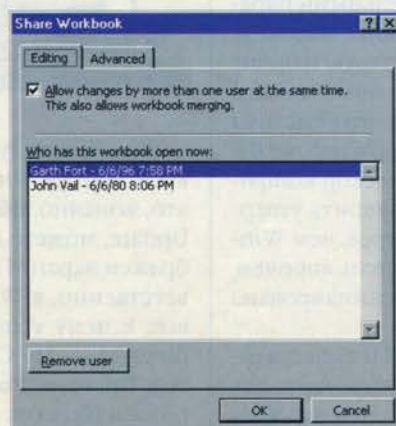 Share Workbook
Editing
Advanced
Allow changes by more than one user at the same time.
This also allows workbook merging.
Who has this workbook open now:
Garth Fort - 6/6/96 7:58 PM
John Vail - 6/6/80 8:06 PM
Remove user
OK
Cancel